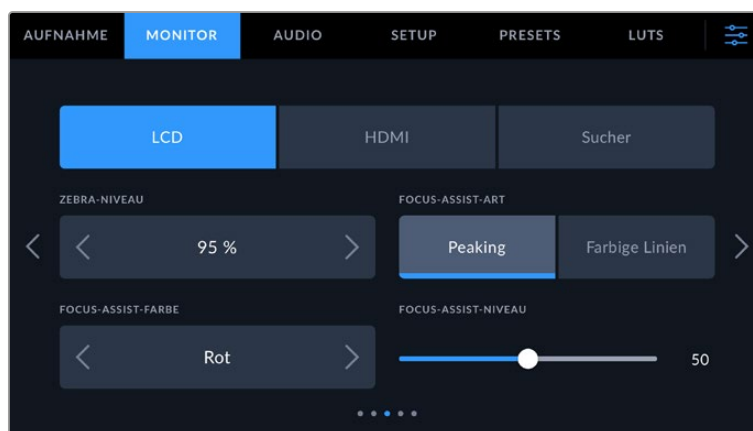 AUFNAHME MONITOR AUDIO SETUP PRESETS LUTS
LCD HDMI Sucher
ZEBRA-NIVEAU FOCUS-ASSIST-ART
95 % Peaking Farbige Linien
FOCUS-ASSIST-FARBE FOCUS-ASSIST-NIVEAU
Rot 50